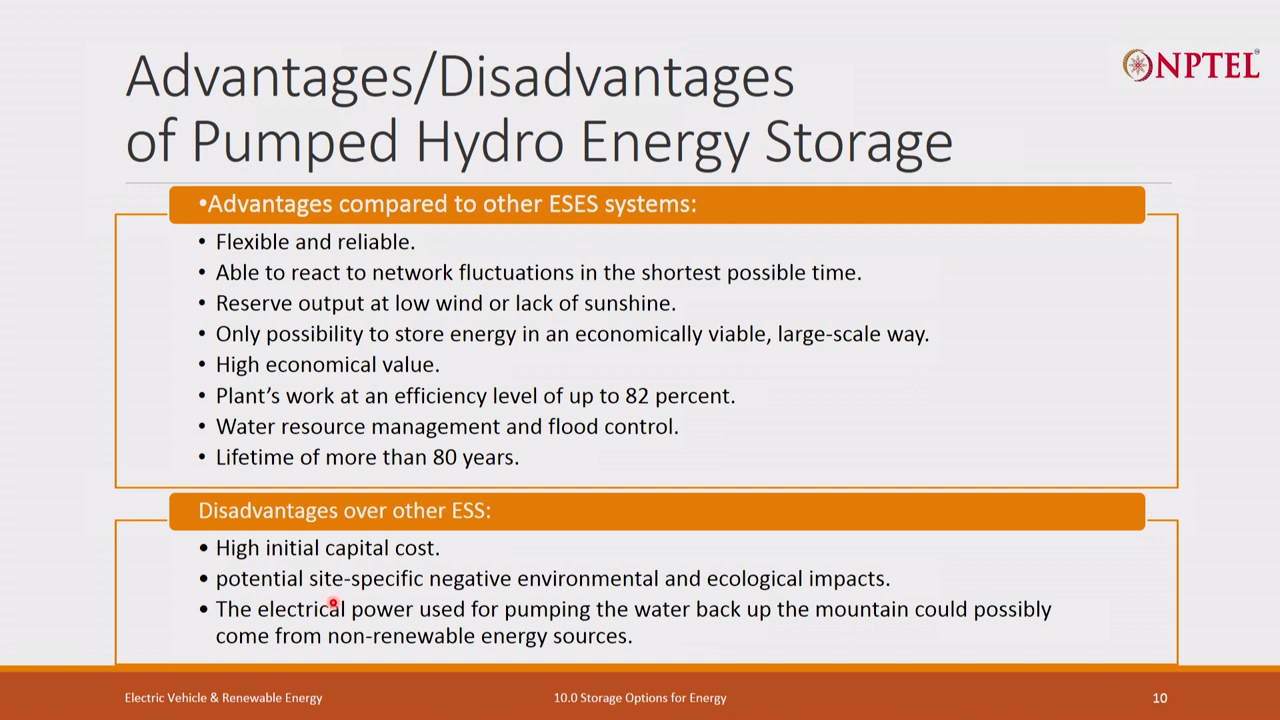 Advantages/Disadvantages
of Pumped Hydro Energy Storage
NPTEL
•Advantages compared to other ESES systems:
• Flexible and reliable.
• Able to react to network fluctuations in the shortest possible time.
• Reserve output at low wind or lack of sunshine.
• Only possibility to store energy in an economically viable, large-scale way.
• High economical value.
• Plant’s work at an efficiency level of up to 82 percent.
• Water resource management and flood control.
• Lifetime of more than 80 years.
Disadvantages over other ESS:
• High initial capital cost.
• potential site-specific negative environmental and ecological impacts.
• The electrical power used for pumping the water back up the mountain could possibly
come from non-renewable energy sources.
Electric Vehicle & Renewable Energy
10.0 Storage Options for Energy
10